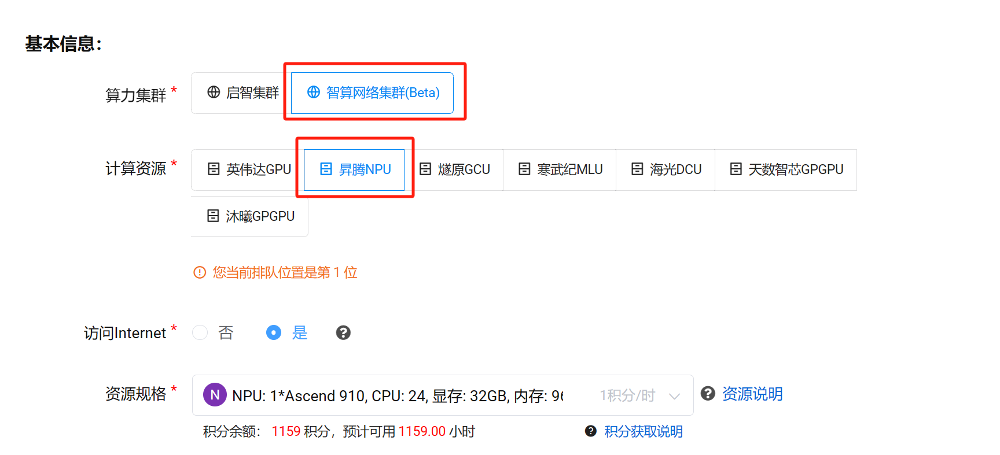 基本信息：
算力集群 * 启智集群 智算网络集群(Beta)
计算资源 * 英伟达GPU 昇腾NPU 燧原GCU 寒武纪MLU 海光DCU 天数智芯GPGPU
沐曦GPGPU
您当前排队位置是第 1 位
访问Internet * 否 是
资源规格 * N NPU: 1*Ascend 910, CPU: 24, 显存: 32GB, 内存: 96 1积分/时 资源说明
积分余额： 1159 积分，预计可用 1159.00 小时 积分获取说明